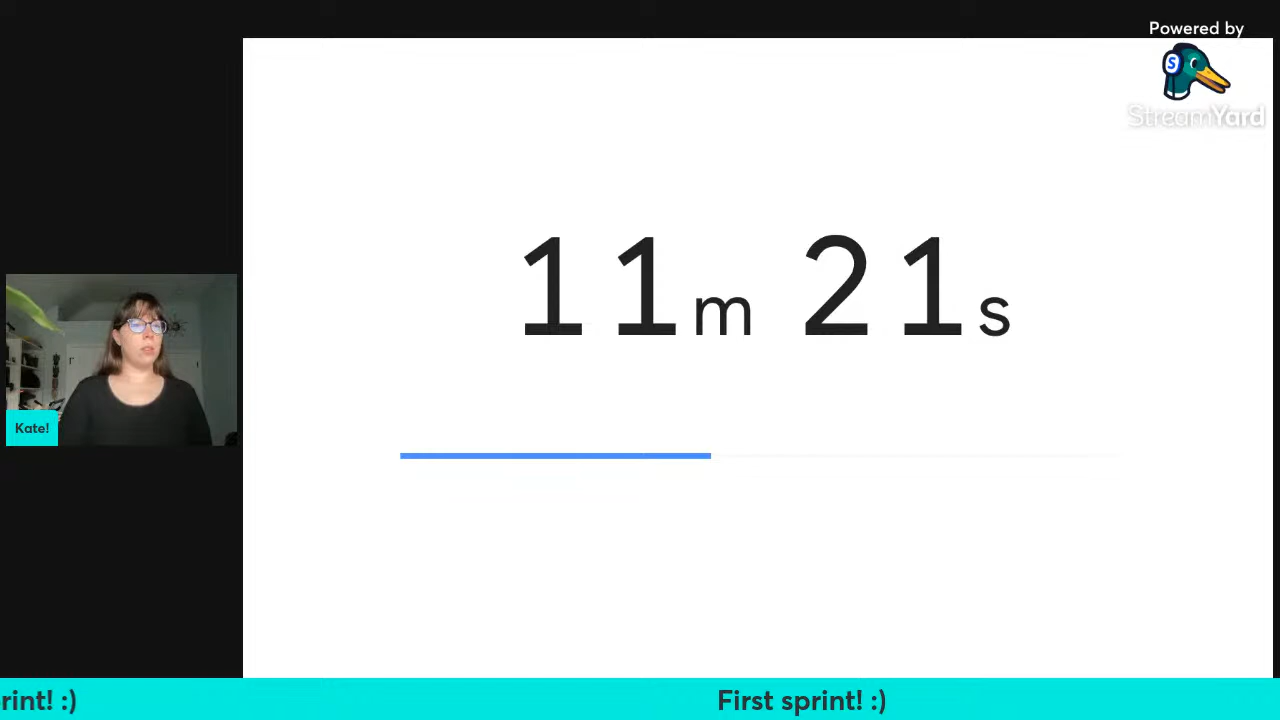 Powered by
StreamYard
11m 21s
Kate!
rint! :)
First sprint! :)